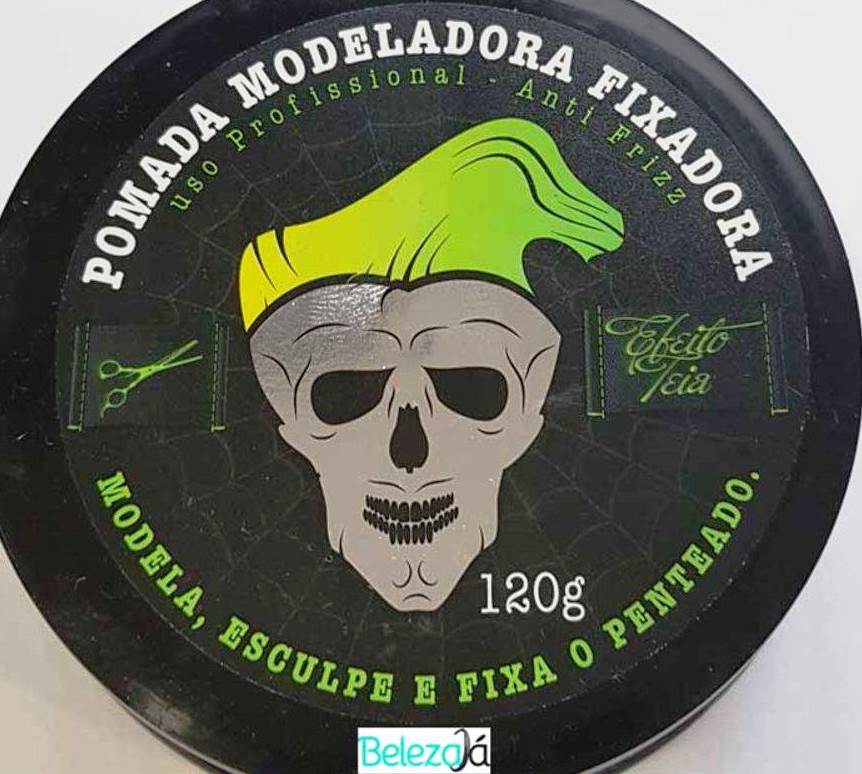 POMADA MODELADORA FIXADORA
uso Profissional - Anti Frizz
Efeito
Teia
120g
MODELA, ESCULPE E FIXA O PENTEADO.
BelezaJá